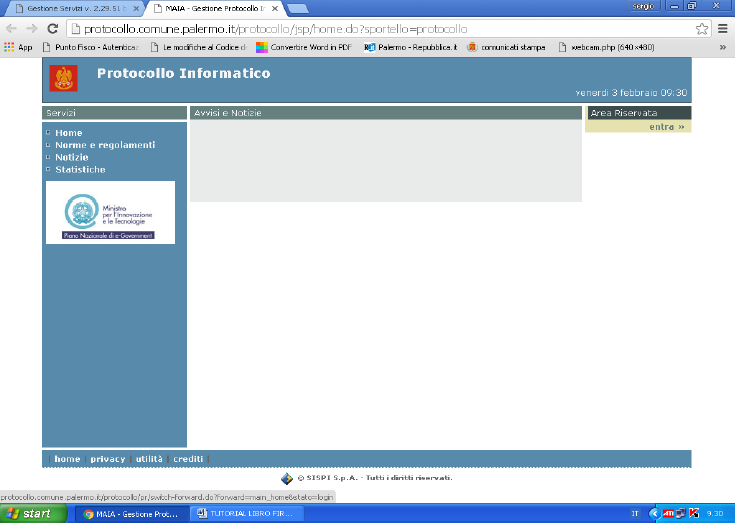 Gestione Servizi v. 2.29.51 b
MAIA - Gestione Protocollo In
Sergio
protocollo.comune.palermo.it/protocollo/jsp/home.do?sportello=protocollo
App
Punto Fisco - Autentica
Le modifiche al Codice d
Convertire Word in PDF
Palermo - Repubblica.it
comunicati stampa
webcam.php (640×480)
»
Protocollo Informatico
venerdì 3 febbraio 09:30
Servizi
Home
Norme e regolamenti
Notizie
Statistiche
Ministro
per l'Innovazione
e le Tecnologie
Piano Nazionale di e-Government
Avvisi e Notizie
Area Riservata
entra »
| home | privacy | utilità | crediti |
© SISPI S.p.A. - Tutti i diritti riservati.
protocollo.comune.palermo.it/protocollo/pr/switch-forward.do?forward=main_home&stato=login
start
MAIA - Gestione Prot...
TUTORIAL LIBRO FIR...
IT
9.30